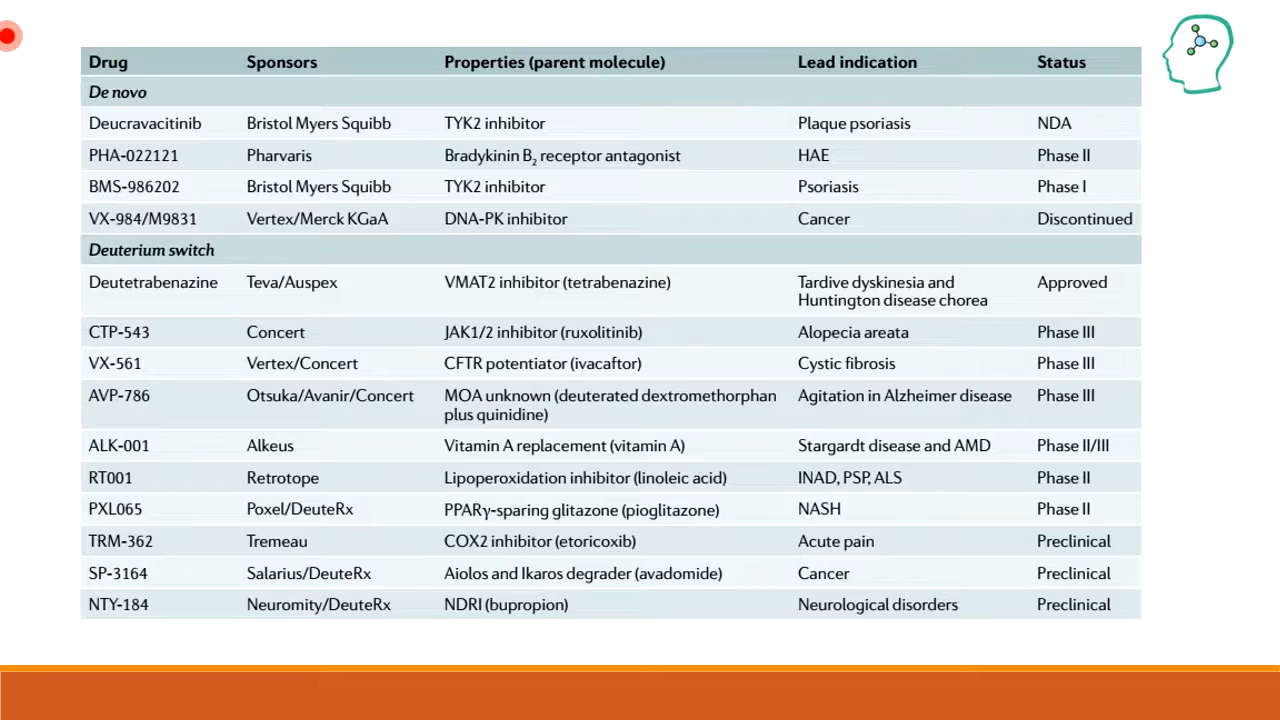 Drug Sponsors Properties (parent molecule) Lead indication Status
De novo
Deucravacitinib Bristol Myers Squibb TYK2 inhibitor Plaque psoriasis NDA
PHA-022121 Pharvaris Bradykinin B₂ receptor antagonist HAE Phase II
BMS-986202 Bristol Myers Squibb TYK2 inhibitor Psoriasis Phase I
VX-984/M9831 Vertex/Merck KGaA DNA-PK inhibitor Cancer Discontinued
Deuterium switch
Deutetrabenazine Teva/Auspex VMAT2 inhibitor (tetrabenazine) Tardive dyskinesia and Approved
Huntington disease chorea
CTP-543 Concert JAK1/2 inhibitor (ruxolitinib) Alopecia areata Phase III
VX-561 Vertex/Concert CFTR potentiator (ivacaftor) Cystic fibrosis Phase III
AVP-786 Otsuka/Avanir/Concert MOA unknown (deuterated dextromethorphan Agitation in Alzheimer disease Phase III
plus quinidine)
ALK-001 Alkeus Vitamin A replacement (vitamin A) Stargardt disease and AMD Phase II/III
RT001 Retrotope Lipoperoxidation inhibitor (linoleic acid) INAD, PSP, ALS Phase II
PXL065 Poxel/DeuteRx PPARγ-sparing glitazone (pioglitazone) NASH Phase II
TRM-362 Tremeau COX2 inhibitor (etoricoxib) Acute pain Preclinical
SP-3164 Salarius/DeuteRx Aiolos and Ikaros degrader (avadomide) Cancer Preclinical
NTY-184 Neuromity/DeuteRx NDRI (bupropion) Neurological disorders Preclinical